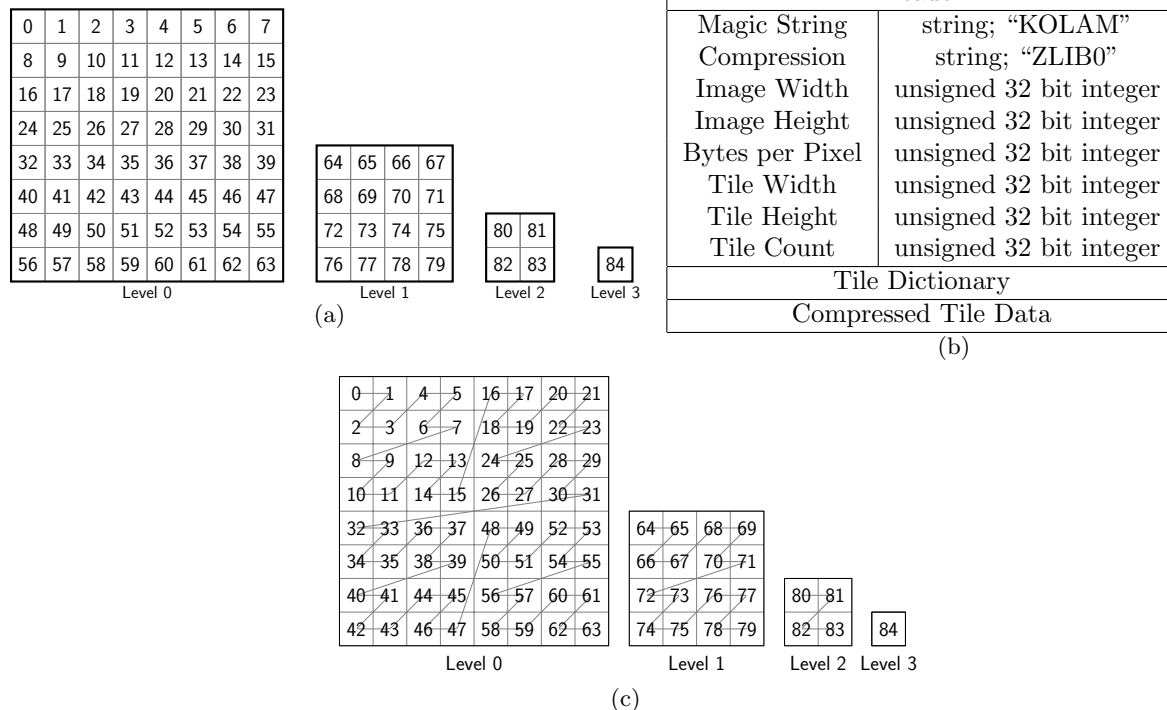 0 1 2 3 4 5 6 7
8 9 10 11 12 13 14 15
16 17 18 19 20 21 22 23
24 25 26 27 28 29 30 31
32 33 34 35 36 37 38 39
40 41 42 43 44 45 46 47
48 49 50 51 52 53 54 55
56 57 58 59 60 61 62 63
Level 0
64 65 66 67
68 69 70 71
72 73 74 75
76 77 78 79
Level 1
80 81
82 83
Level 2
84
Level 3
(a)
Magic String string; “KOLAM”
Compression string; “ZLIB0”
Image Width unsigned 32 bit integer
Image Height unsigned 32 bit integer
Bytes per Pixel unsigned 32 bit integer
Tile Width unsigned 32 bit integer
Tile Height unsigned 32 bit integer
Tile Count unsigned 32 bit integer
Tile Dictionary
Compressed Tile Data
(b)
0 1 4 5 16 17 20 21
2 3 6 7 18 19 22 23
8 9 12 13 24 25 28 29
10 11 14 15 26 27 30 31
32 33 36 37 48 49 52 53
34 35 38 39 50 51 54 55
40 41 44 45 56 57 60 61
42 43 46 47 58 59 62 63
Level 0
64 65 68 69
66 67 70 71
72 73 76 77
74 75 78 79
Level 1
80 81
82 83
Level 2
84
Level 3
(c)